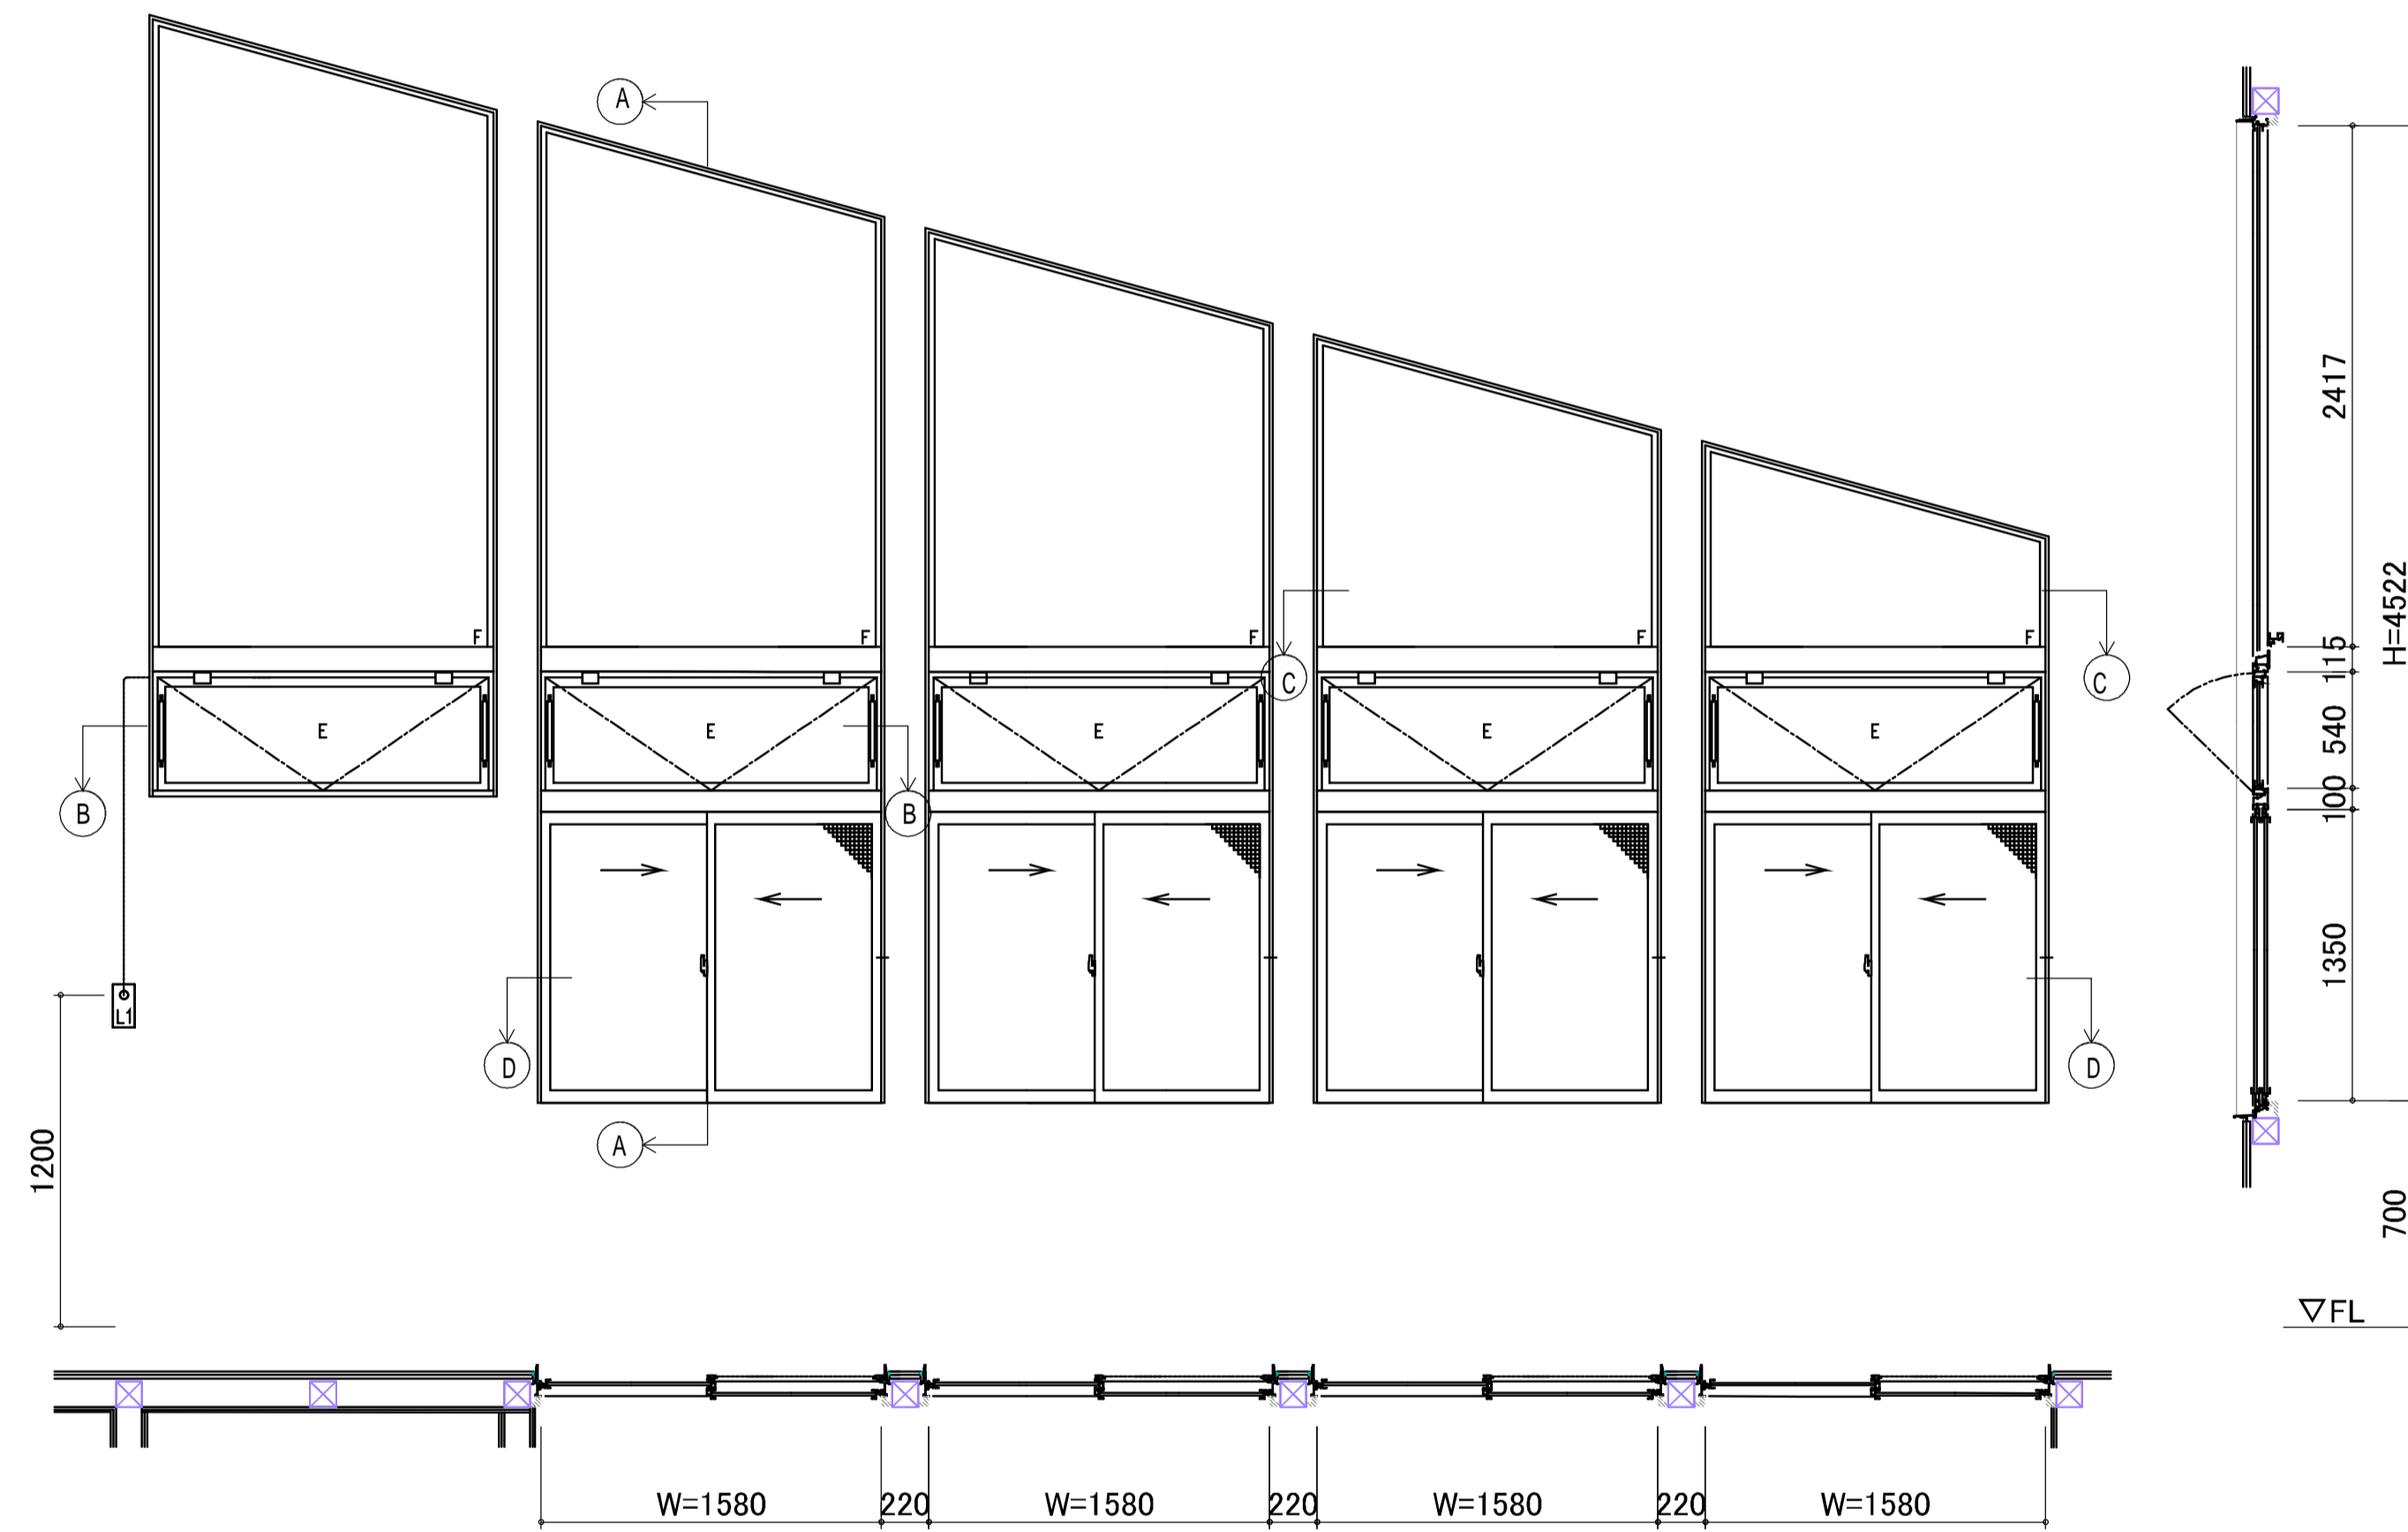 A
2417
H=4522
F F F F F
115
C C
E E E E E
540
B B
100
1350
L1
D D
A
1200
700
▽FL
W=1580 220 W=1580 220 W=1580 220 W=1580